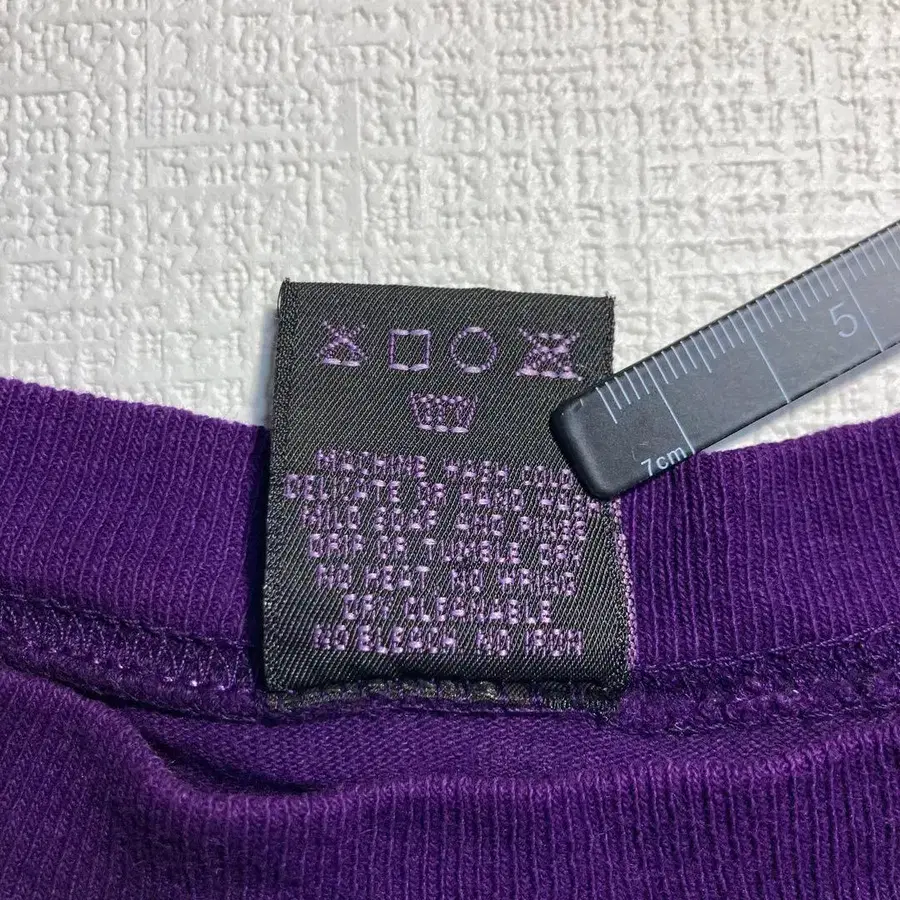 MACHINE WASH COLD
DELICATE OR HAND WASH
MILD SOAP AND RINSE
DRIP OR TUMBLE DRY
NO HEAT NO WRING
DRY CLEANABLE
NO BLEACH NO IRON
5
7cm